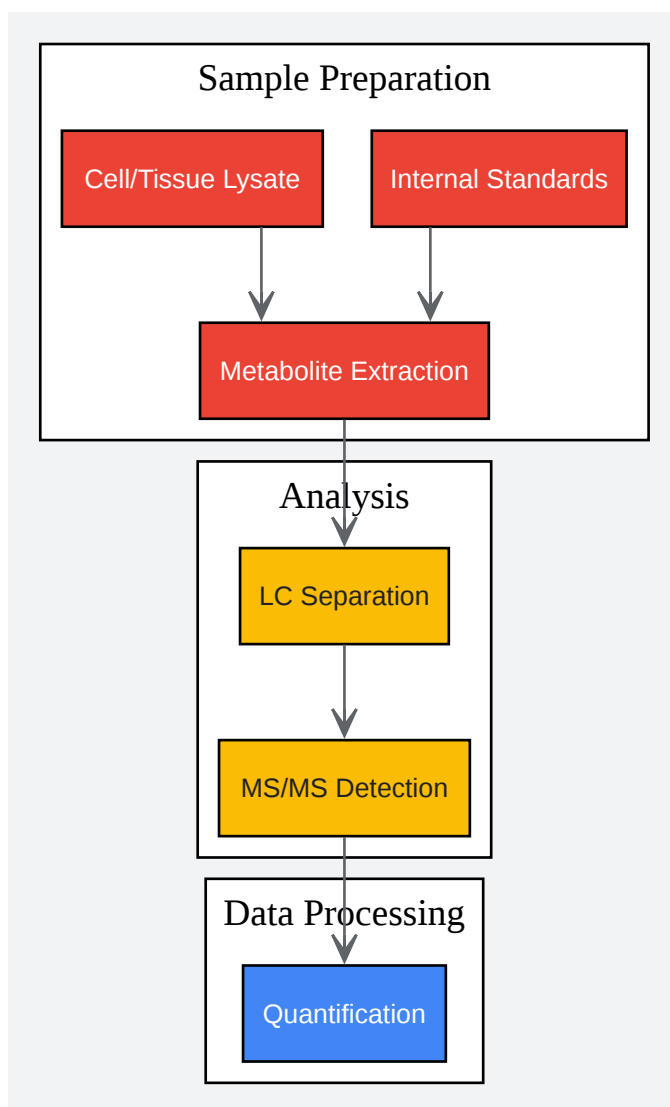 Sample Preparation
Cell/Tissue Lysate
Internal Standards
Metabolite Extraction
Analysis
LC Separation
MS/MS Detection
Data Processing
Quantification